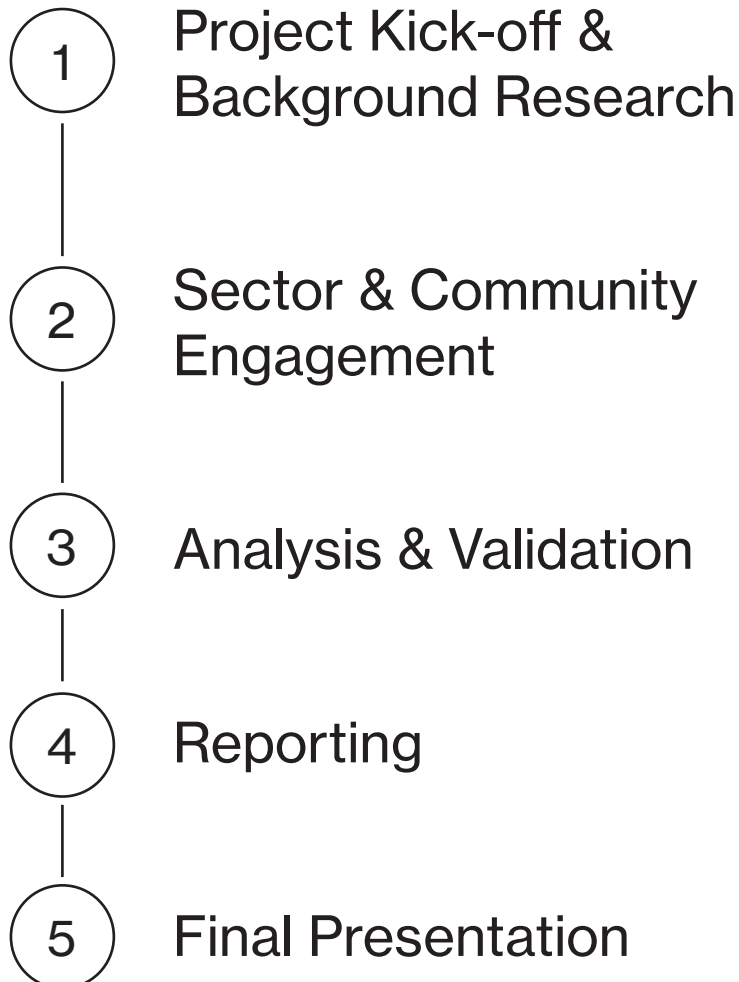 1
Project Kick-off &
Background Research
2
Sector & Community
Engagement
3
Analysis & Validation
4
Reporting
5
Final Presentation